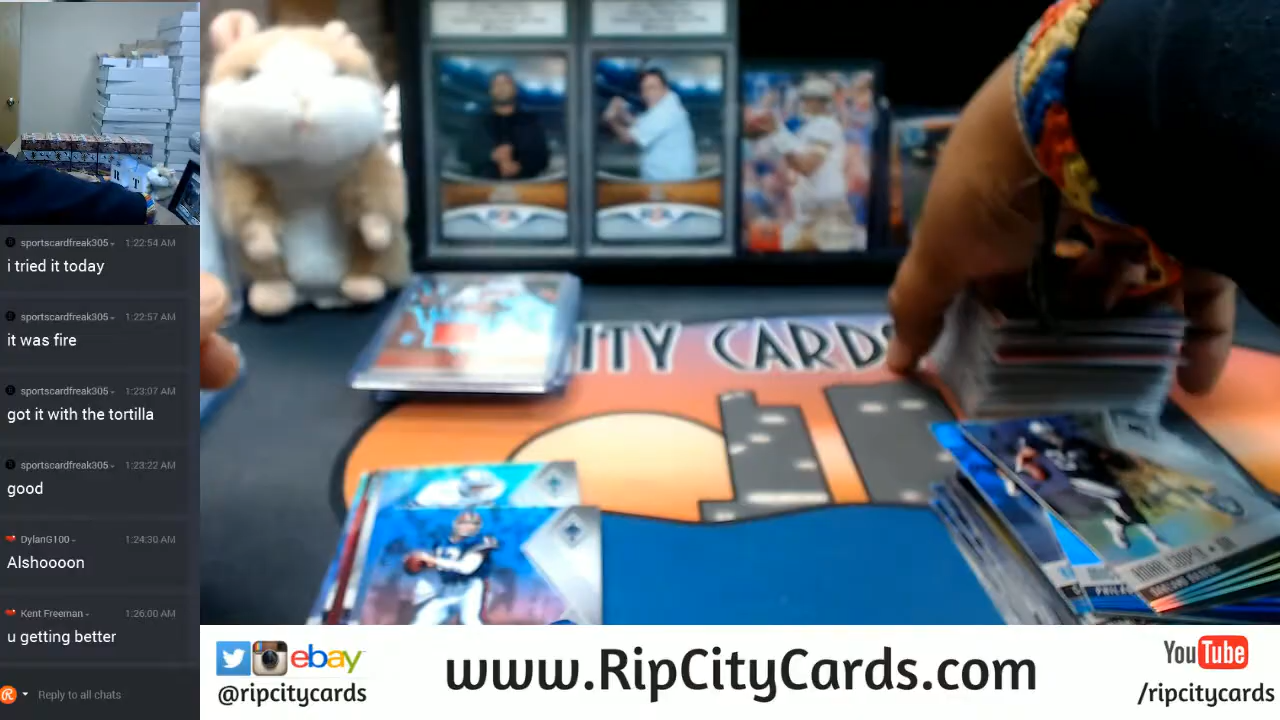 sportscardfreak305 1:22:54 AM
i tried it today
sportscardfreak305 1:22:57 AM
it was fire
sportscardfreak305 1:23:07 AM
got it with the tortilla
sportscardfreak305 1:23:22 AM
good
DylanG100 1:24:30 AM
Alshoooon
Kent Freeman 1:26:00 AM
u getting better
Reply to all chats
CITY CARDS
AMARI COOPER
ebay
@ripcitycards
www.RipCityCards.com
YouTube
/ripcitycards